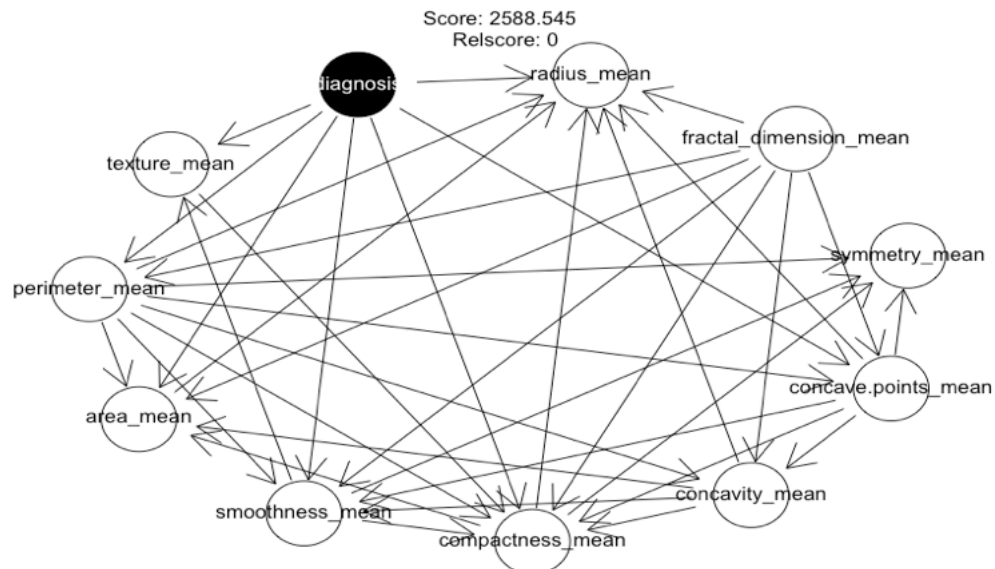 Score: 2588.545
Relscore: 0
diagnosis
radius_mean
fractal_dimension_mean
texture_mean
symmetry_mean
perimeter_mean
concave.points_mean
area_mean
concavity_mean
smoothness_mean
compactness_mean